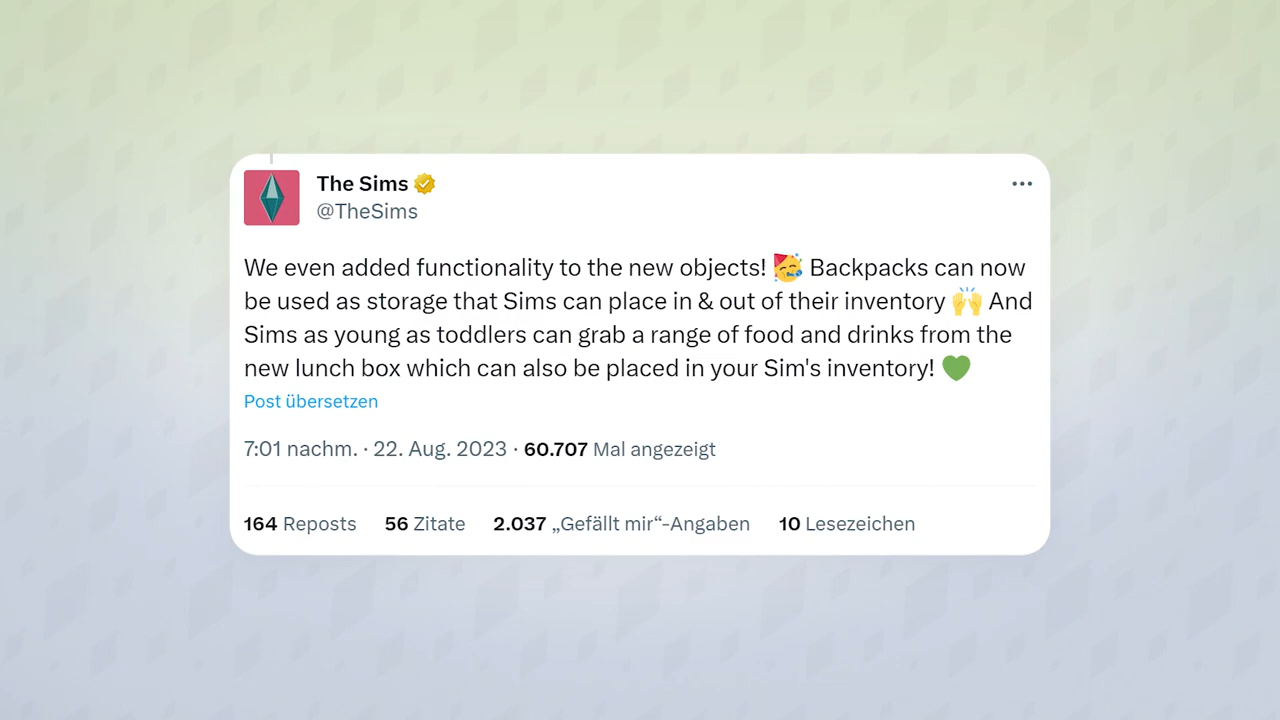 The Sims
@TheSims
We even added functionality to the new objects! 🥳 Backpacks can now
be used as storage that Sims can place in & out of their inventory 🙌 And
Sims as young as toddlers can grab a range of food and drinks from the
new lunch box which can also be placed in your Sim's inventory! 💚
Post übersetzen
7:01 nachm. · 22. Aug. 2023 · 60.707 Mal angezeigt
164 Reposts 56 Zitate 2.037 „Gefällt mir“-Angaben 10 Lesezeichen